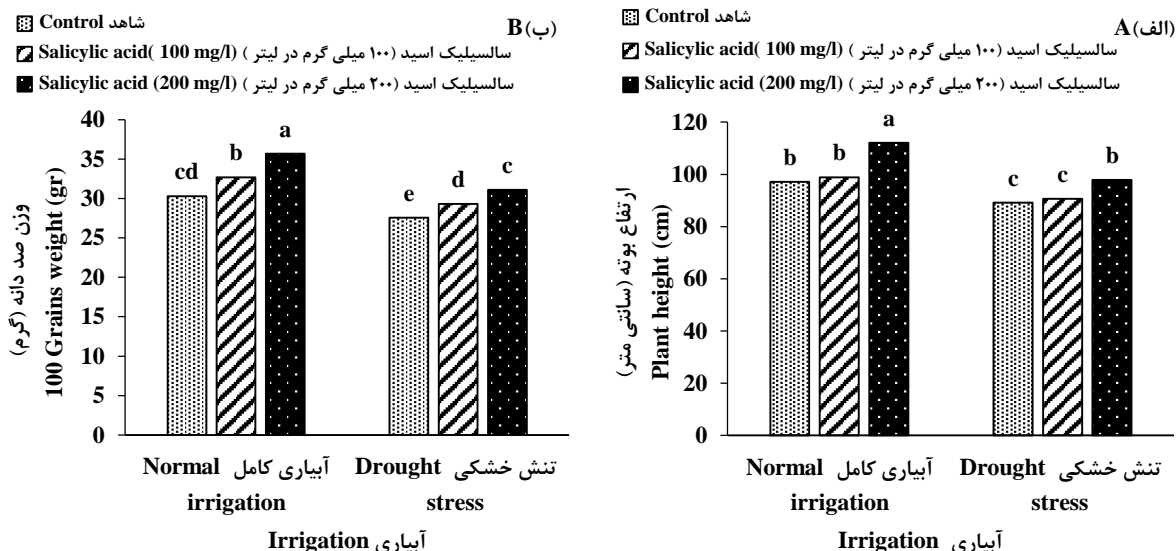 B(ب)
شاهد Control
Salicylic acid( 100 mg/l) ( سالسیلیک اسید (۱۰۰ میلی گرم در لیتر
Salicylic acid (200 mg/l) ( سالسیلیک اسید (۲۰۰ میلی گرم در لیتر
وزن صد دانه (گرم)
100 Grains weight (gr)
40
35
30
25
20
15
10
5
0
cd b a e d c
Normal آبیاری کامل Drought تنش خشکی
irrigation stress
Irrigation آبیاری
A(الف)
شاهد Control
Salicylic acid( 100 mg/l) ( سالسیلیک اسید (۱۰۰ میلی گرم در لیتر
Salicylic acid (200 mg/l) ( سالسیلیک اسید (۲۰۰ میلی گرم در لیتر
ارتفاع بوته (سانتی متر)
Plant height (cm)
120
100
80
60
40
20
0
b b a c c b
Normal آبیاری کامل Drought تنش خشکی
irrigation stress
Irrigation آبیاری